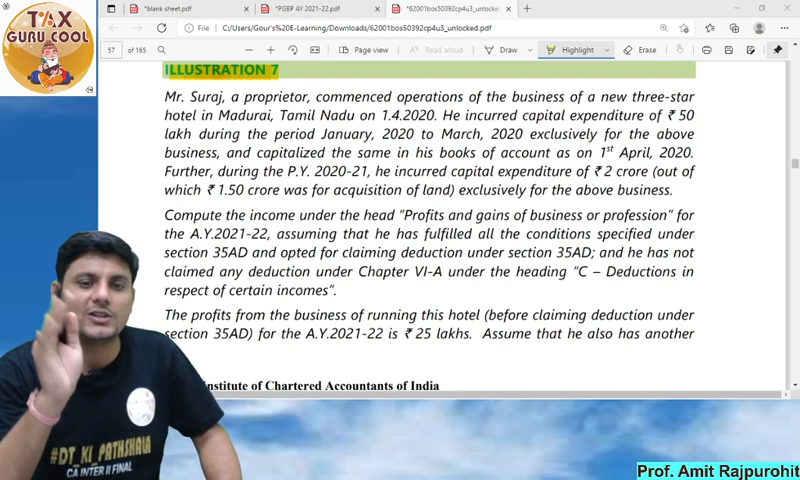 TAX
GURU COOL
*blank sheet.pdf
*PGBP AY 2021-22.pdf
*62001bos50392cp4u3_unlocked.pdf
File
C:/Users/Gour's%20E-Learning/Downloads/62001bos50392cp4u3_unlocked.pdf
57
of 165
Page view
Read aloud
Draw
Highlight
Erase
ILLUSTRATION 7
Mr. Suraj, a proprietor, commenced operations of the business of a new three-star
hotel in Madurai, Tamil Nadu on 1.4.2020. He incurred capital expenditure of ₹ 50
lakh during the period January, 2020 to March, 2020 exclusively for the above
business, and capitalized the same in his books of account as on 1st April, 2020.
Further, during the P.Y. 2020-21, he incurred capital expenditure of ₹ 2 crore (out of
which ₹ 1.50 crore was for acquisition of land) exclusively for the above business.
Compute the income under the head "Profits and gains of business or profession" for
the A.Y.2021-22, assuming that he has fulfilled all the conditions specified under
section 35AD and opted for claiming deduction under section 35AD; and he has not
claimed any deduction under Chapter VI-A under the heading "C – Deductions in
respect of certain incomes".
The profits from the business of running this hotel (before claiming deduction under
section 35AD) for the A.Y.2021-22 is ₹ 25 lakhs. Assume that he also has another
Institute of Chartered Accountants of India
#DT_KI_PATHSHALA
CA INTER II FINAL
Prof. Amit Rajpurohit